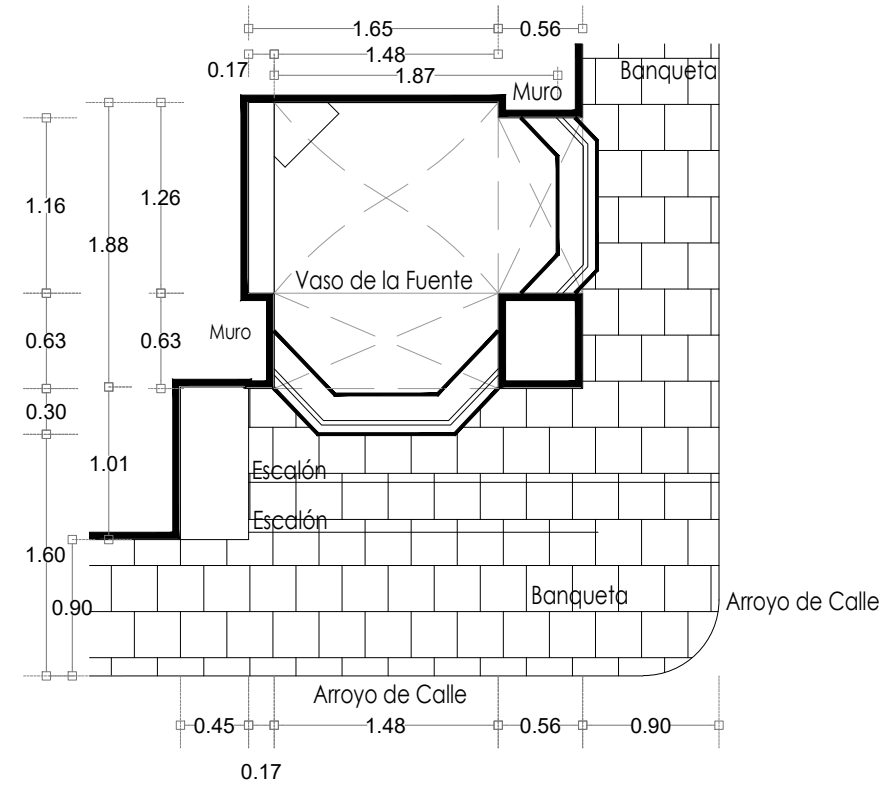 1.65
0.56
1.48
0.17
1.87
Banqueta
Muro
1.16
1.26
1.88
Vaso de la Fuente
0.63
0.63
Muro
0.30
1.01
Escalón
Escalón
1.60
0.90
Banqueta
Arroyo de Calle
Arroyo de Calle
0.45
1.48
0.56
0.90
0.17